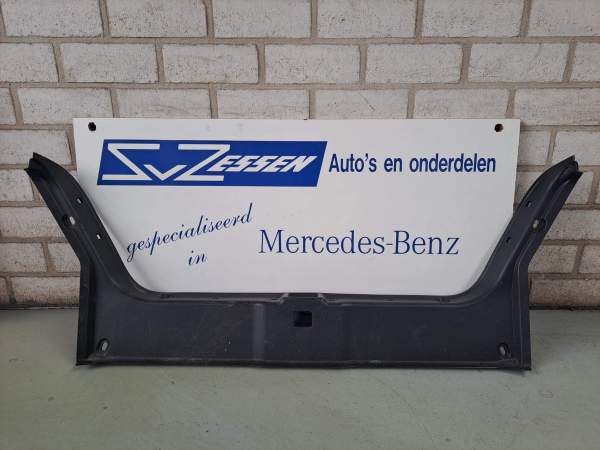 SvZESSEN Auto's en onderdelen
gespecialiseerd
in
Mercedes-Benz